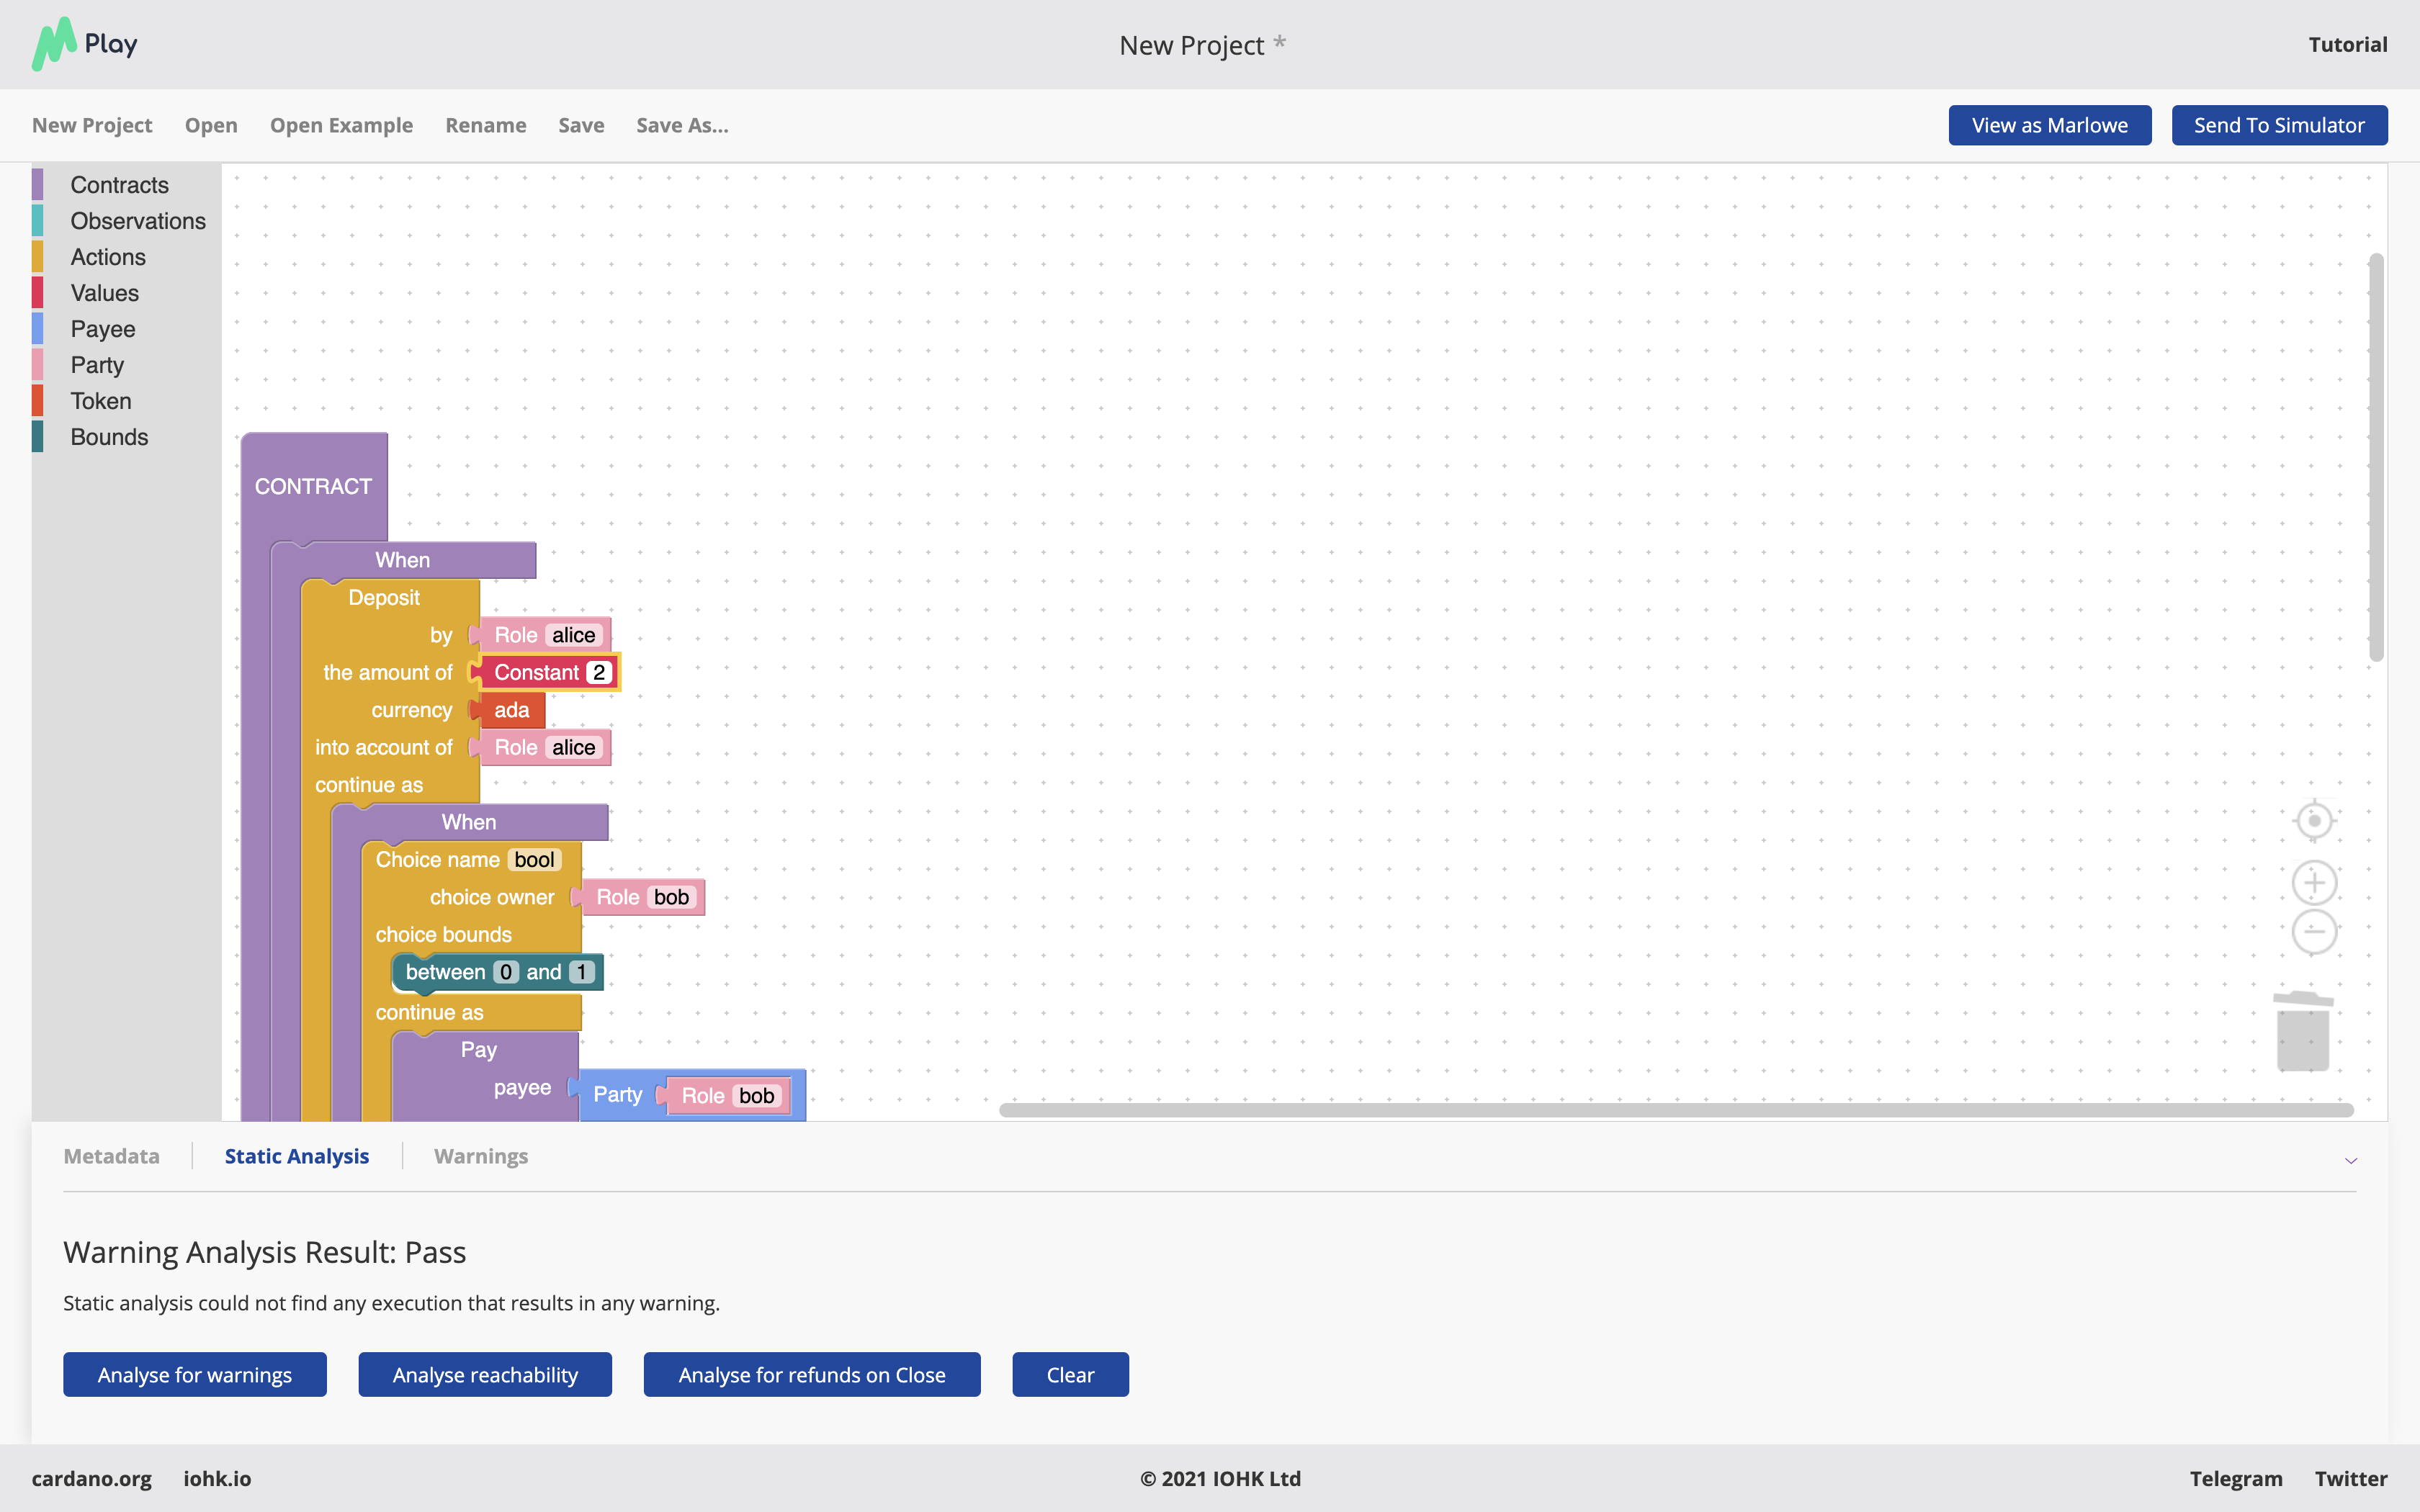 Play
New Project *
Tutorial
New Project Open Open Example Rename Save Save As...
View as Marlowe Send To Simulator
Contracts
Observations
Actions
Values
Payee
Party
Token
Bounds
CONTRACT
When
Deposit
by Role alice
the amount of Constant 2
currency ada
into account of Role alice
continue as
When
Choice name bool
choice owner Role bob
choice bounds
between 0 and 1
continue as
Pay
payee Party Role bob
Metadata Static Analysis Warnings
Warning Analysis Result: Pass
Static analysis could not find any execution that results in any warning.
Analyse for warnings Analyse reachability Analyse for refunds on Close Clear
cardano.org iohk.io © 2021 IOHK Ltd Telegram Twitter